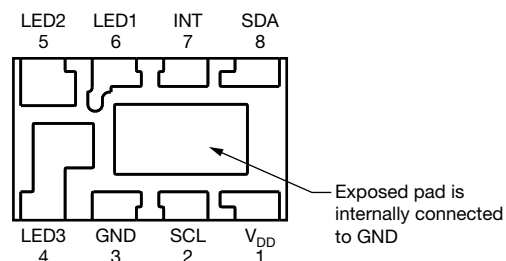 LED2 LED1 INT SDA
5 6 7 8
Exposed pad is
internally connected
to GND
LED3 GND SCL VDD
4 3 2 1